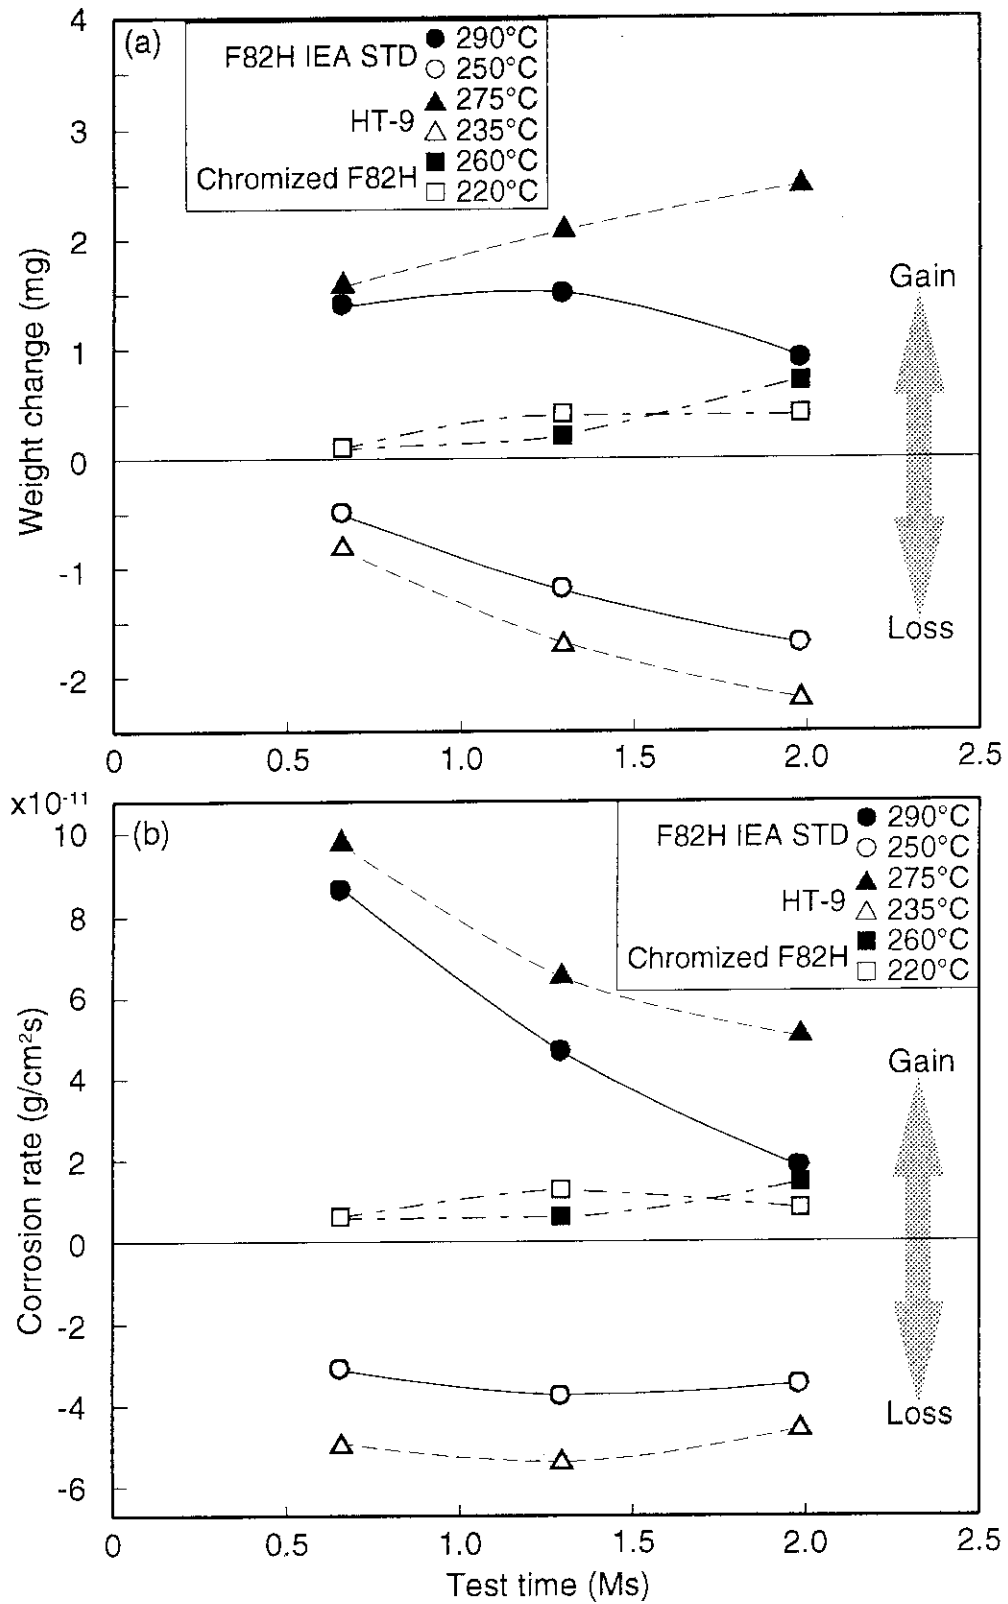 (a)
F82H IEA STD
290°C
250°C
HT-9
275°C
235°C
Chromized F82H
260°C
220°C
4
3
2
1
0
-1
-2
Weight change (mg)
Gain
Loss
0 0.5 1.0 1.5 2.0 2.5
x10-11
(b)
F82H IEA STD
290°C
250°C
HT-9
275°C
235°C
Chromized F82H
260°C
220°C
10
8
6
4
2
0
-2
-4
-6
Corrosion rate (g/cm²s)
Gain
Loss
0 0.5 1.0 1.5 2.0 2.5
Test time (Ms)